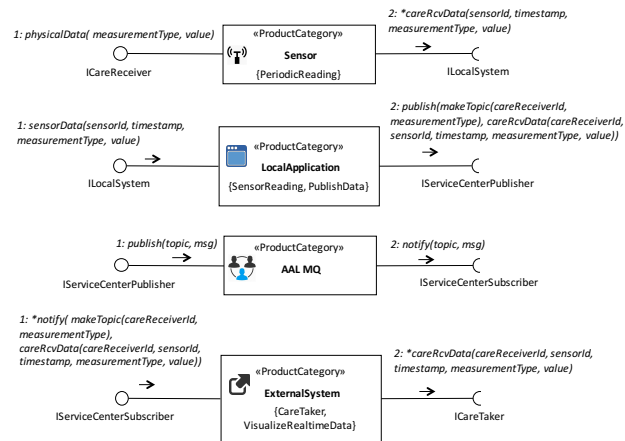 1: physicalData( measurementType, value)
ICareReceiver
«ProductCategory»
Sensor
{PeriodicReading}
2: *careRcvData(sensorId, timestamp,
measurementType, value)
ILocalSystem
1: sensorData(sensorId, timestamp,
measurementType, value)
ILocalSystem
«ProductCategory»
LocalApplication
{SensorReading, PublishData}
2: publish(makeTopic(careReceiverId,
measurementType), careRcvData(careReceiverId,
sensorId, timestamp, measurementType, value))
IServiceCenterPublisher
1: publish(topic, msg)
IServiceCenterPublisher
«ProductCategory»
AAL MQ
2: notify(topic, msg)
IServiceCenterSubscriber
1: *notify( makeTopic(careReceiverId,
measurementType),
careRcvData(careReceiverId, sensorId,
timestamp, measurementType, value))
IServiceCenterSubscriber
«ProductCategory»
ExternalSystem
{CareTaker,
VisualizeRealtimeData}
2: *careRcvData(careReceiverId, sensorId,
timestamp, measurementType, value)
ICareTaker